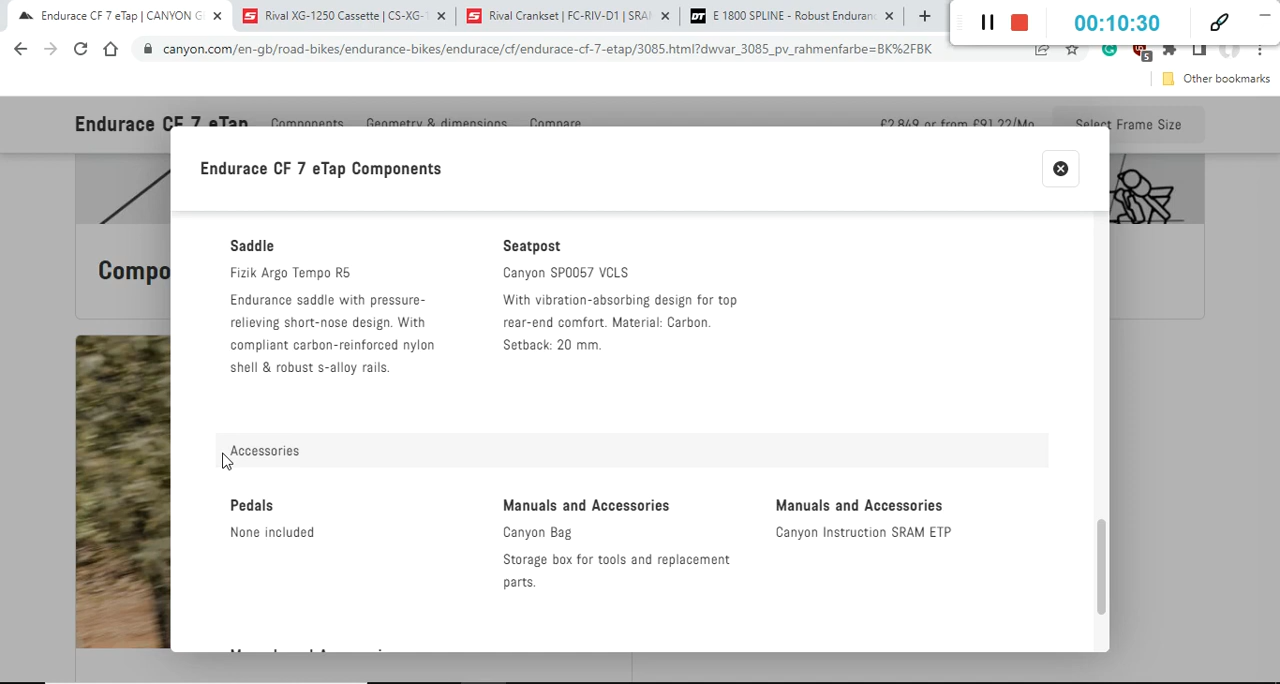 Endurace CF 7 eTap | CANYON G
Rival XG-1250 Cassette | CS-XG-1
Rival Crankset | FC-RIV-D1 | SRA
DT
E 1800 SPLINE - Robust Enduranc
00:10:30
canyon.com/en-gb/road-bikes/endurance-bikes/endurace/cf/endurace-cf-7-etap/3085.html?dwvar_3085_pv_rahmenfarbe=BK%2FBK
5
Other bookmarks
Endurace CF 7 eTap
Components
Geometry & dimensions
Compare
£2,849 or from £91.22/Mo.
Select Frame Size
Compo
Endurace CF 7 eTap Components
Saddle
Fizik Argo Tempo R5
Endurance saddle with pressure-
relieving short-nose design. With
compliant carbon-reinforced nylon
shell & robust s-alloy rails.
Seatpost
Canyon SP0057 VCLS
With vibration-absorbing design for top
rear-end comfort. Material: Carbon.
Setback: 20 mm.
Accessories
Pedals
None included
Manuals and Accessories
Canyon Bag
Storage box for tools and replacement
parts.
Manuals and Accessories
Canyon Instruction SRAM ETP